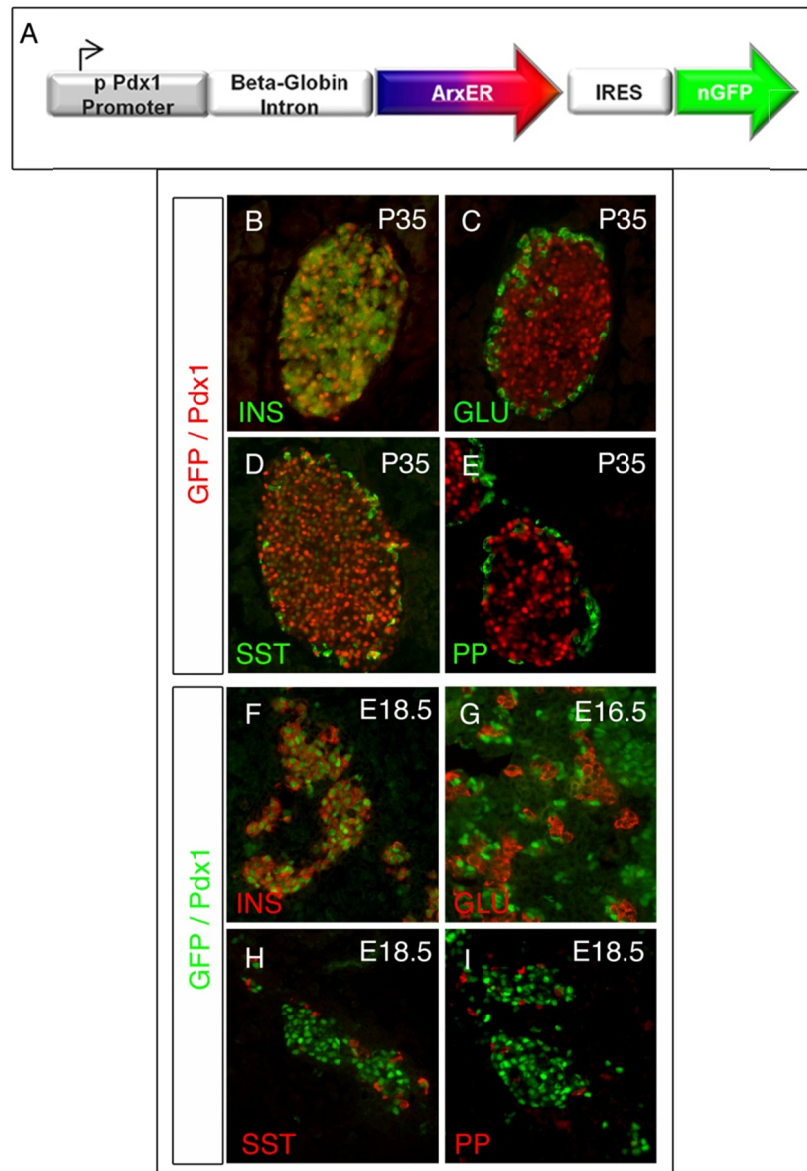 A
p Pdx1
Promoter
Beta-Globin
Intron
ArxER
IRES
nGFP
GFP / Pdx1
B
P35
INS
C
P35
GLU
D
P35
SST
E
P35
PP
GFP / Pdx1
F
E18.5
INS
G
E16.5
GLU
H
E18.5
SST
I
E18.5
PP